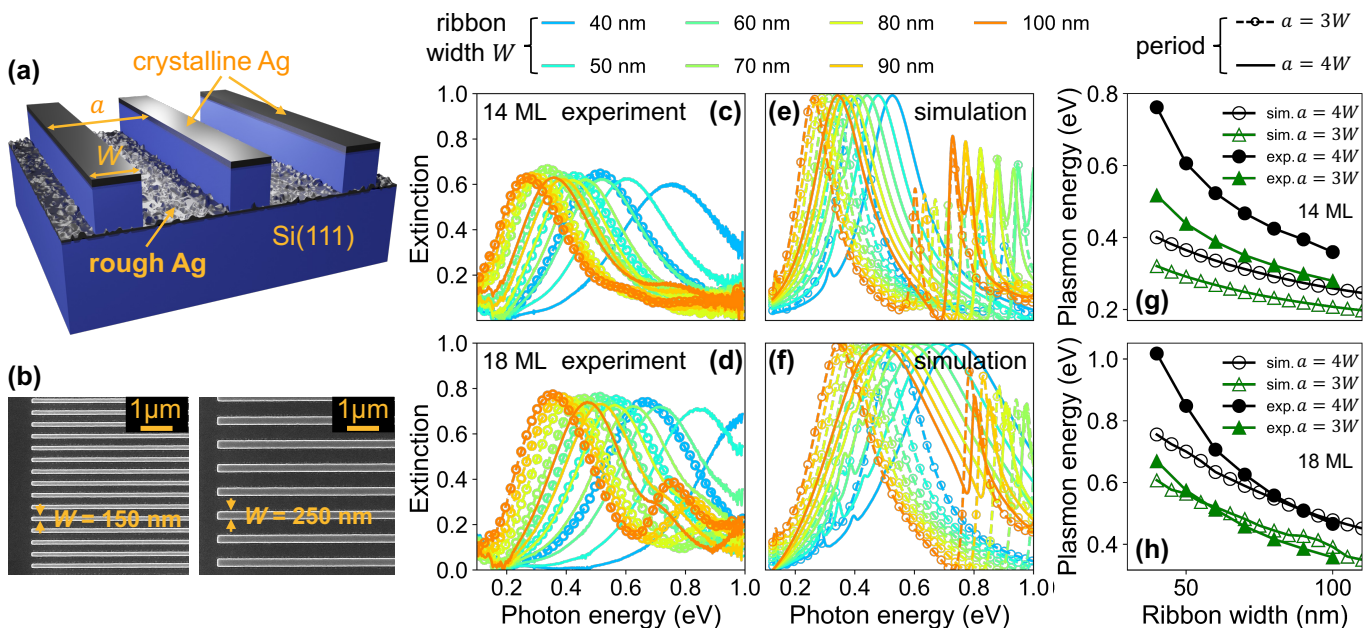 ribbon
width W
40 nm
60 nm
80 nm
100 nm
50 nm
70 nm
90 nm
period
a = 3W
a = 4W
(a)
crystalline Ag
a
W
rough Ag
Si(111)
(b)
1μm
W = 150 nm
1μm
W = 250 nm
14 ML experiment
(c)
Extinction
1.0
0.8
0.6
0.4
0.2
0.0
(e)
simulation
18 ML experiment
(d)
Extinction
1.0
0.8
0.6
0.4
0.2
0.0
0.2 0.4 0.6 0.8 1.0
Photon energy (eV)
(f)
simulation
0.2 0.4 0.6 0.8 1.0
Photon energy (eV)
Plasmon energy (eV)
0.8
0.6
0.4
0.2
sim. a = 4W
sim. a = 3W
exp. a = 4W
exp. a = 3W
14 ML
(g)
Plasmon energy (eV)
1.0
0.8
0.6
0.4
sim. a = 4W
sim. a = 3W
exp. a = 4W
exp. a = 3W
18 ML
(h)
50 100
Ribbon width (nm)